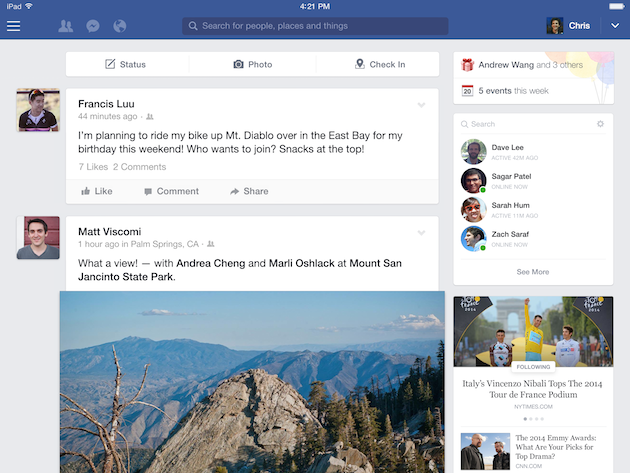 iPad 4:21 PM
Search for people, places and things
Chris
Status Photo Check In
Francis Luu
44 minutes ago ·
I'm planning to ride my bike up Mt. Diablo over in the East Bay for my
birthday this weekend! Who wants to join? Snacks at the top!
7 Likes 2 Comments
Like Comment Share
Matt Viscomi
1 hour ago in Palm Springs, CA ·
What a view! — with Andrea Cheng and Marli Oshlack at Mount San
Jancinto State Park.
Andrew Wang and 3 others
20 5 events this week
Search
Dave Lee
ACTIVE 42M AGO
Sagar Patel
ONLINE NOW
Sarah Hum
ACTIVE 11M AGO
Zach Saraf
ONLINE NOW
See More
2014
2014
FOLLOWING
Italy's Vincenzo Nibali Tops The 2014
Tour de France Podium
NYTIMES.COM
The 2014 Emmy Awards:
What Are Your Picks for
Top Drama?
CNN.COM